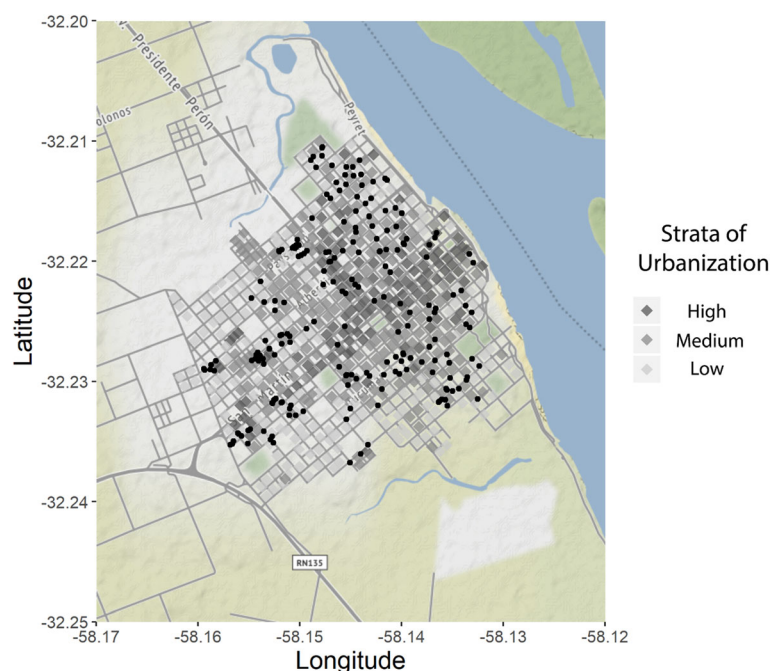 -32.20
-32.21
-32.22
-32.23
-32.24
-32.25
Latitude
-58.17
-58.16
-58.15
-58.14
-58.13
-58.12
Longitude
Presidente Perón
olonos
Peyret
San Martín
RN135
Strata of
Urbanization
High
Medium
Low